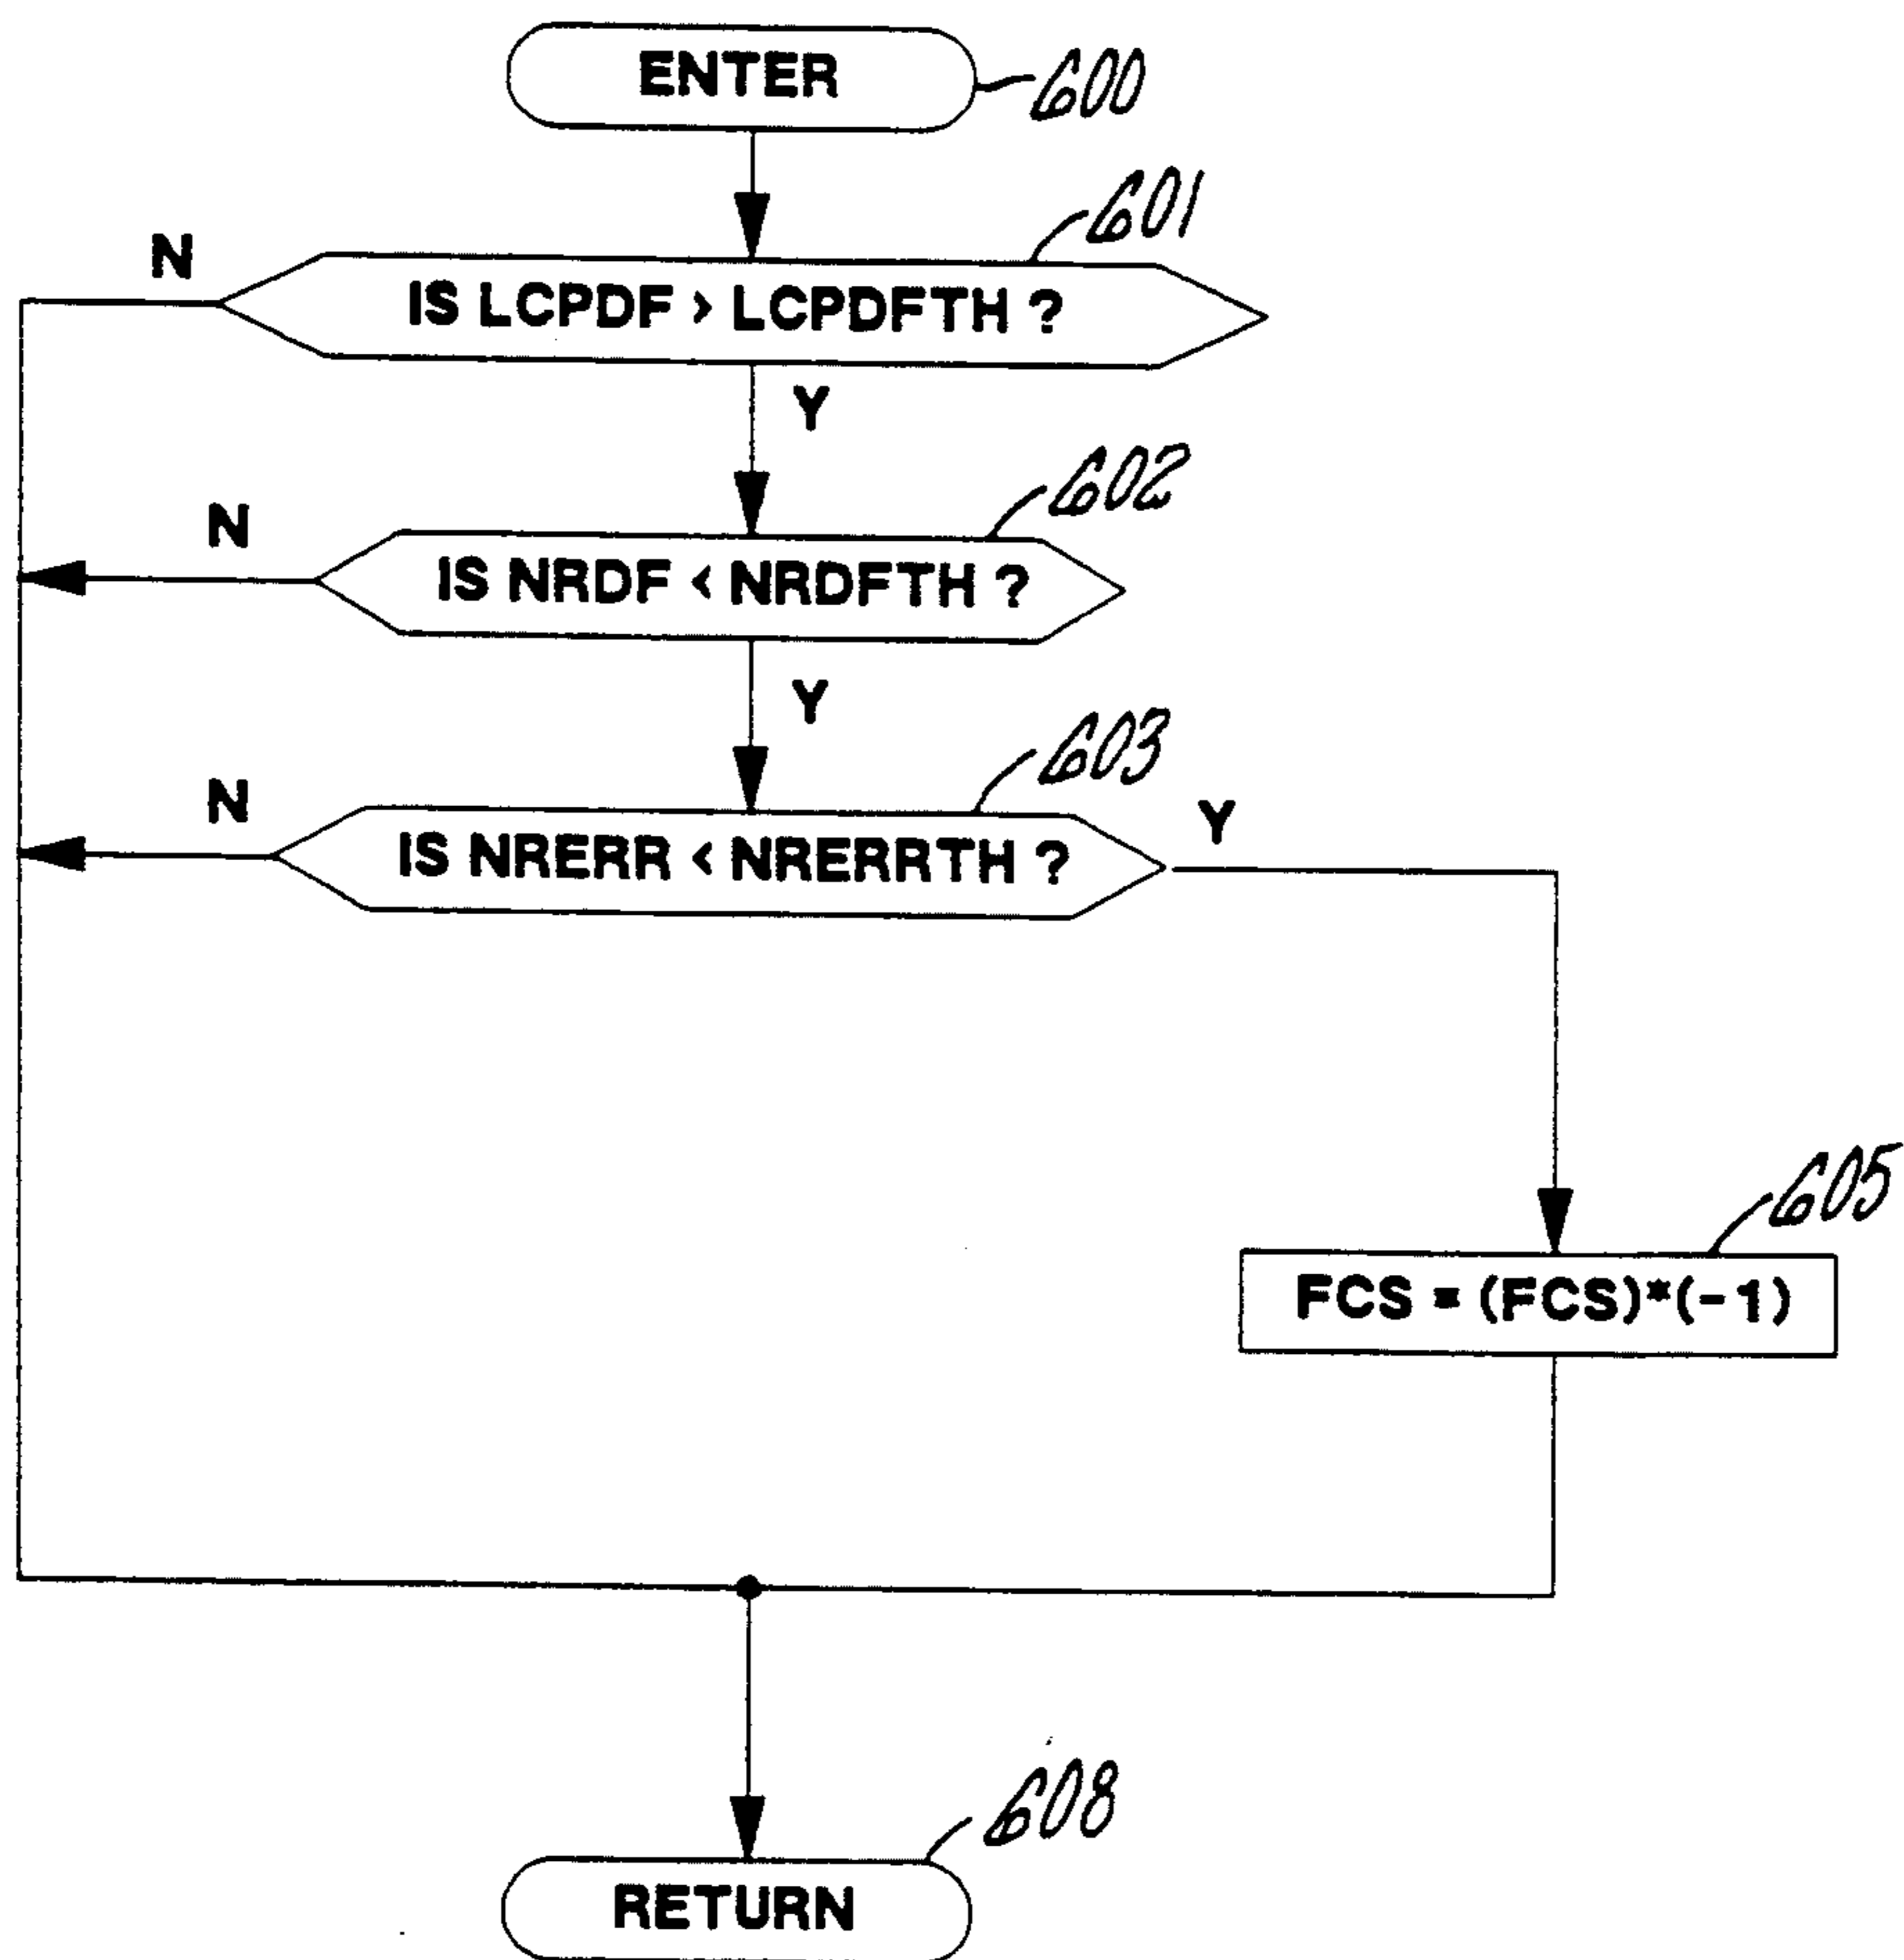 ENTER
600
601
N
IS LCPDF > LCPDFTH ?
Y
602
N
IS NRDF < NRDFTH ?
Y
603
N
IS NRERR < NRERRTH ?
Y
605
FCS = (FCS)*(-1)
608
RETURN